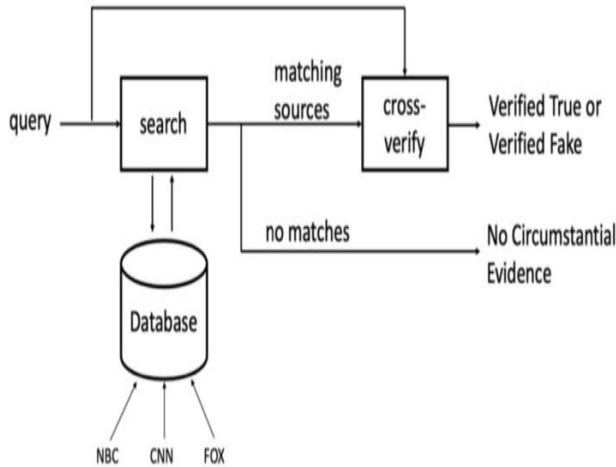 matching
sources
query
search
cross-
verify
Verified True or
Verified Fake
no matches
No Circumstantial
Evidence
Database
NBC
CNN
FOX